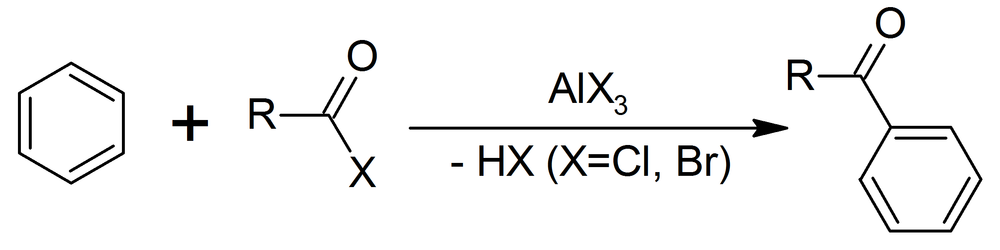 +
R
O
X
AlX₃
- HX (X=Cl, Br)
R
O